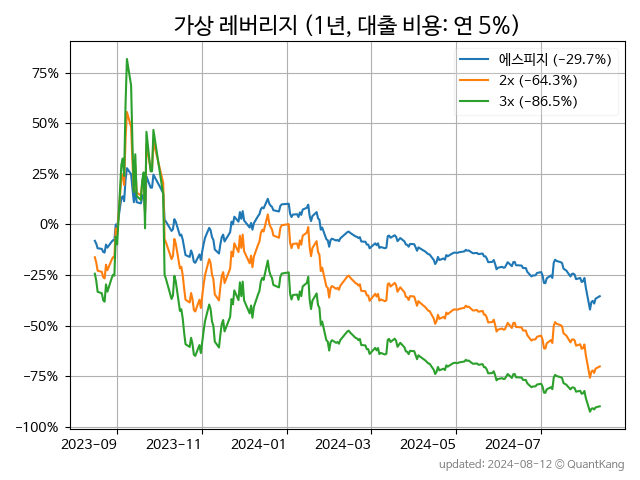 가상 레버리지 (1년, 대출 비용: 연 5%)
에스피지 (−29.7%)
2x (−64.3%)
3x (−86.5%)
75%
50%
25%
0%
−25%
−50%
−75%
−100%
2023-09 2023-11 2024-01 2024-03 2024-05 2024-07
updated: 2024-08-12 © QuantKang